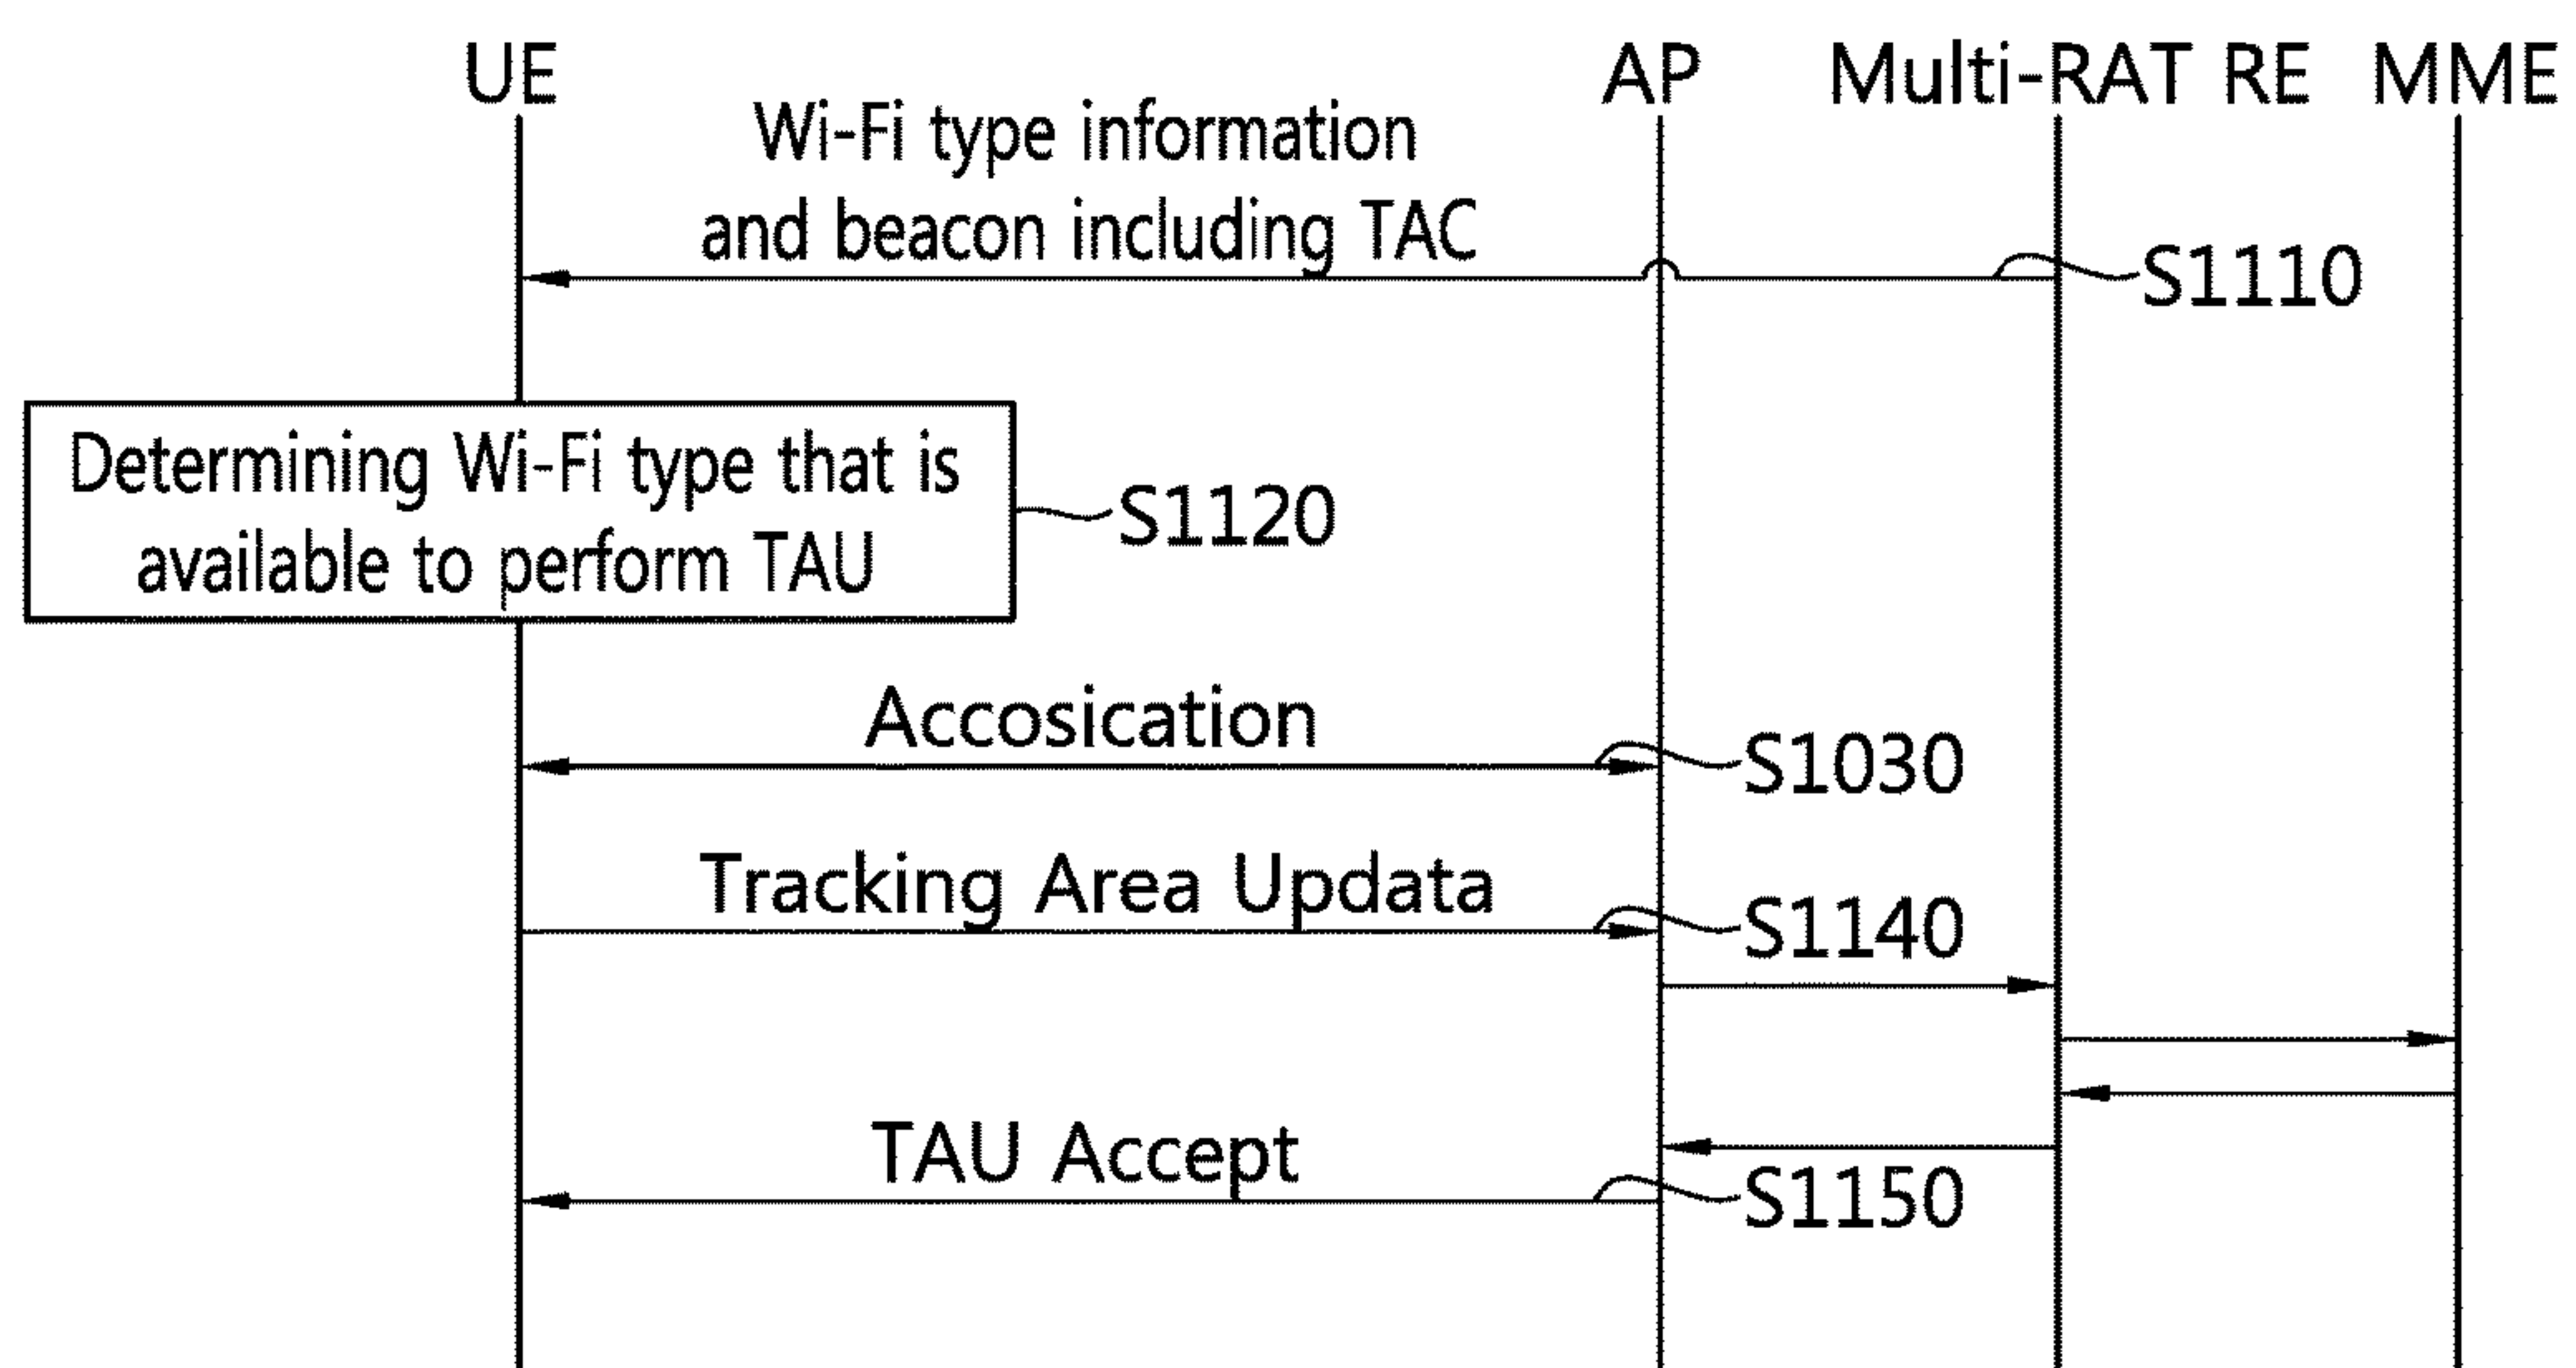 UE AP Multi-RAT RE MME
Wi-Fi type information
and beacon including TAC
S1110
Determining Wi-Fi type that is
available to perform TAU
S1120
Accosication
S1030
Tracking Area Updata
S1140
TAU Accept
S1150